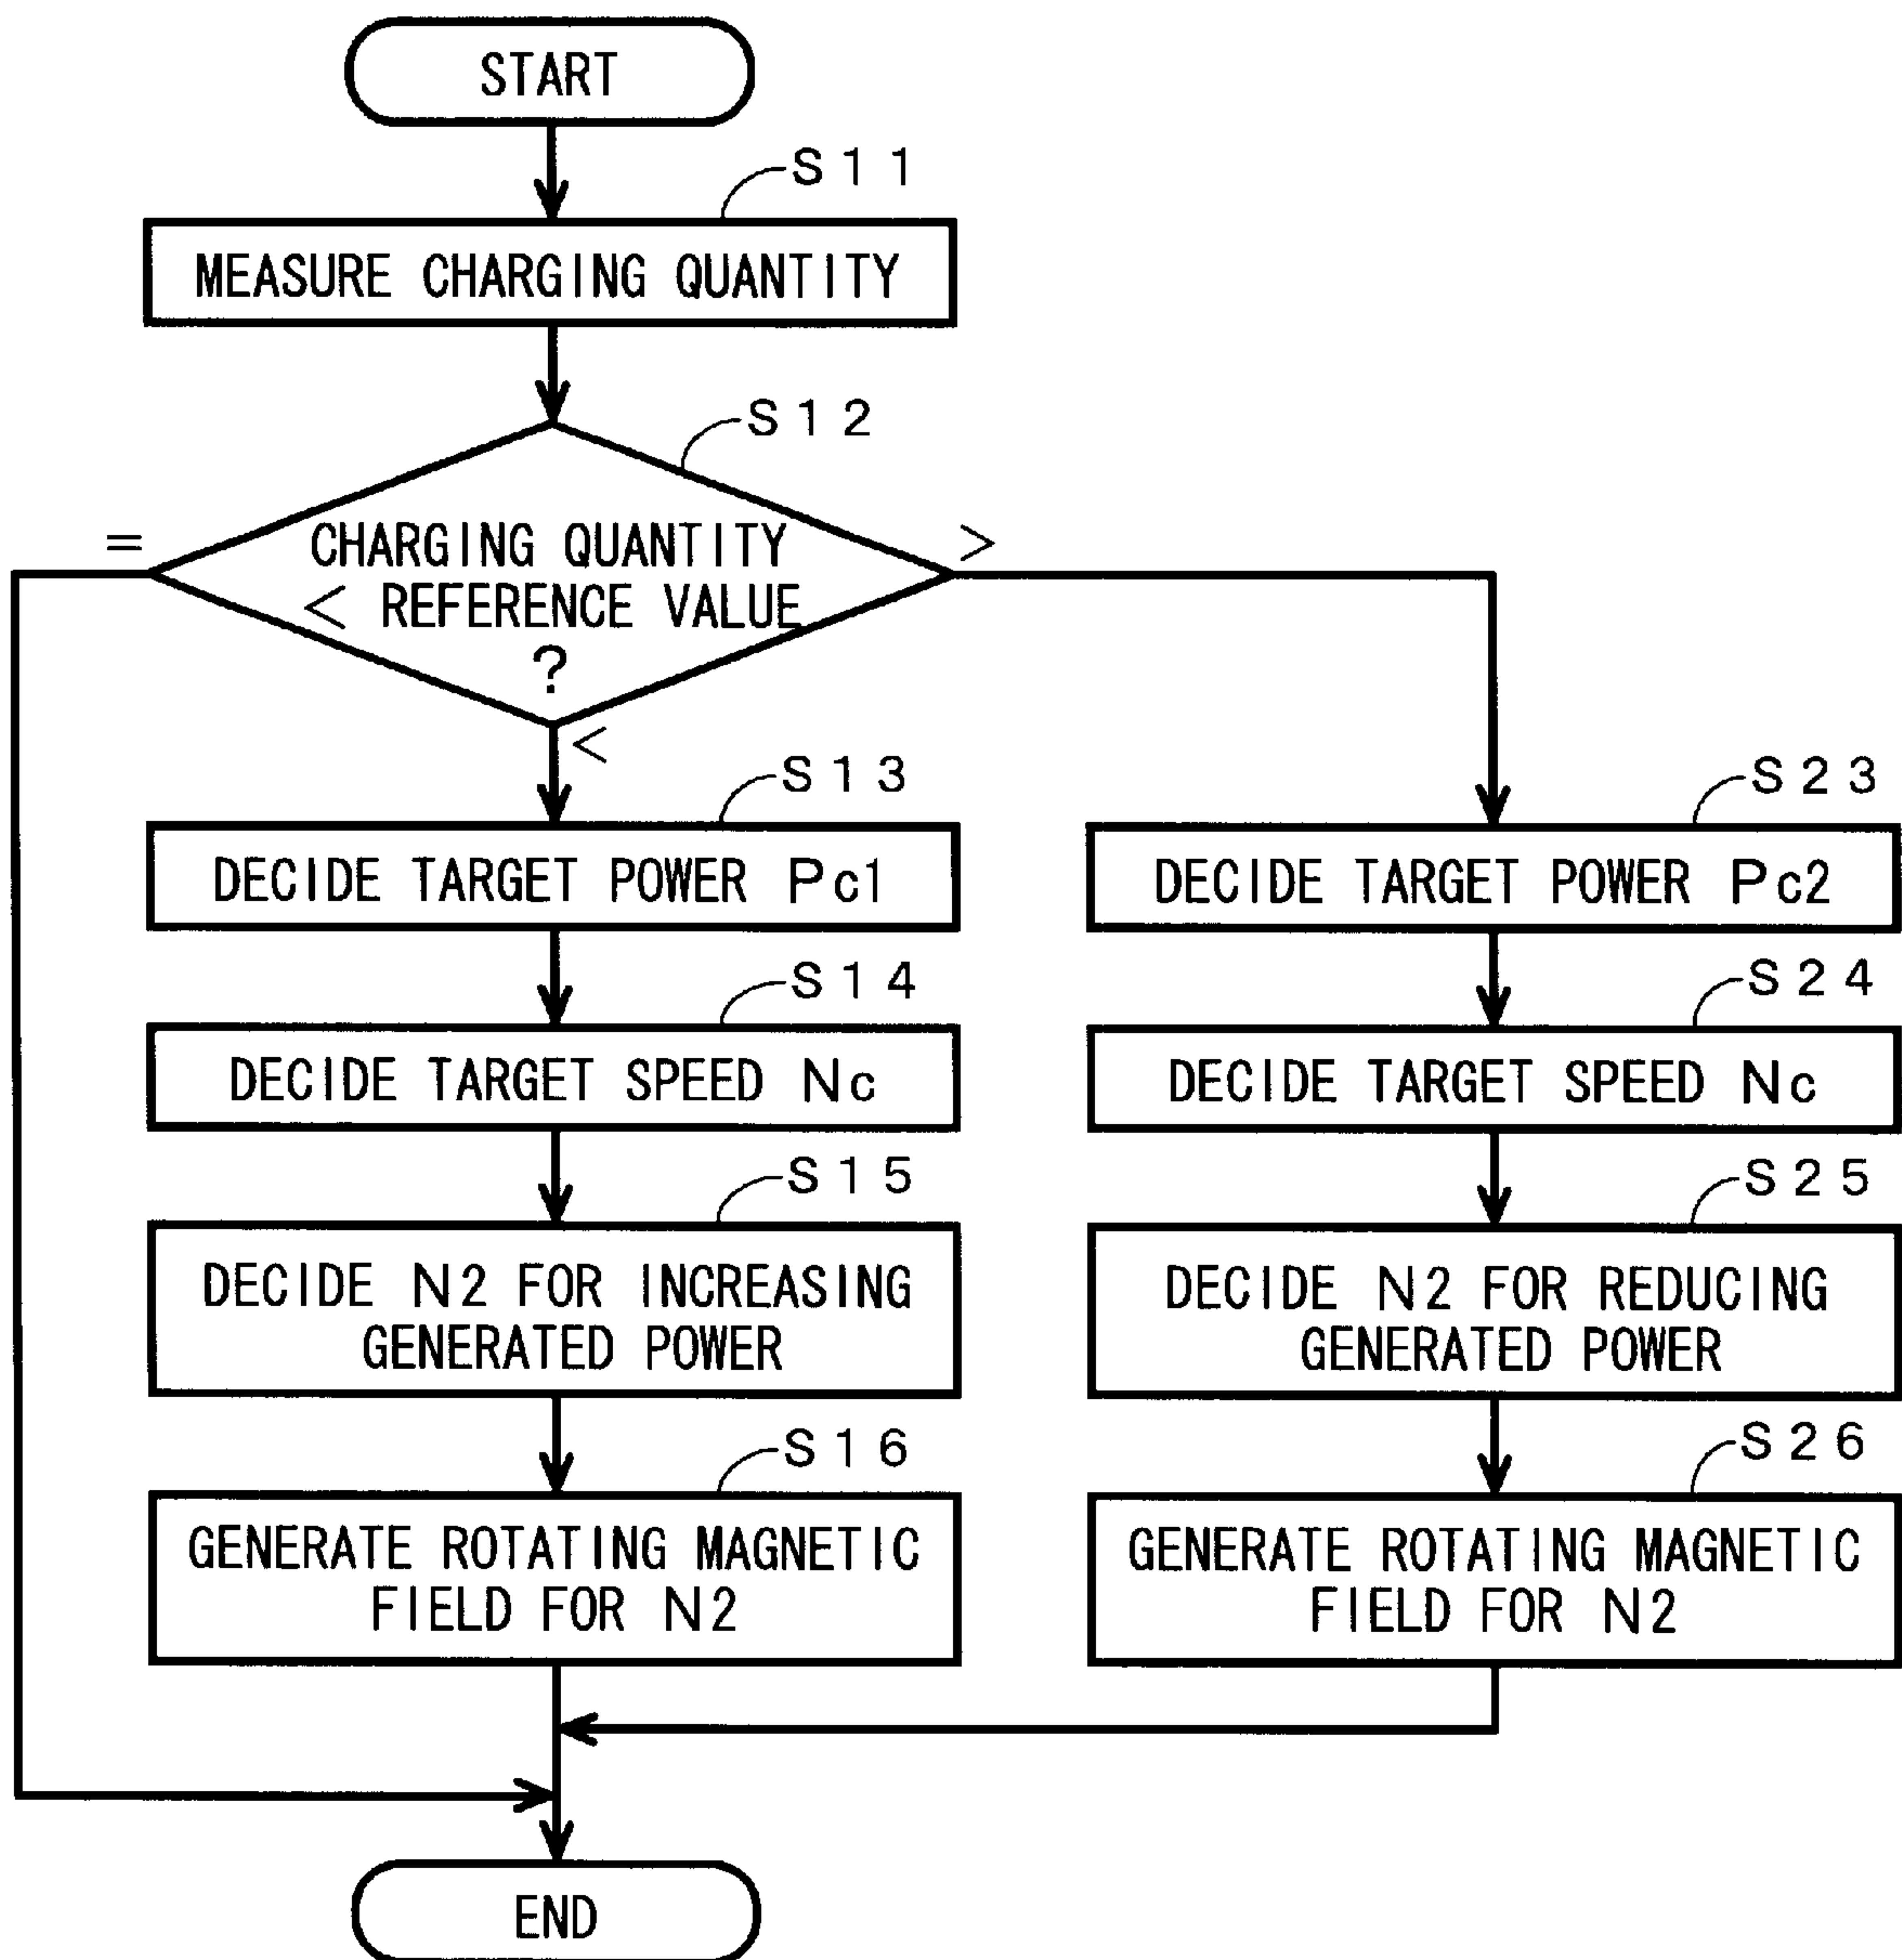 START
S11
MEASURE CHARGING QUANTITY
S12
=
CHARGING QUANTITY
< REFERENCE VALUE
?
>
<
S13
DECIDE TARGET POWER Pc1
S14
DECIDE TARGET SPEED Nc
S15
DECIDE N2 FOR INCREASING
GENERATED POWER
S16
GENERATE ROTATING MAGNETIC
FIELD FOR N2
S23
DECIDE TARGET POWER Pc2
S24
DECIDE TARGET SPEED Nc
S25
DECIDE N2 FOR REDUCING
GENERATED POWER
S26
GENERATE ROTATING MAGNETIC
FIELD FOR N2
END